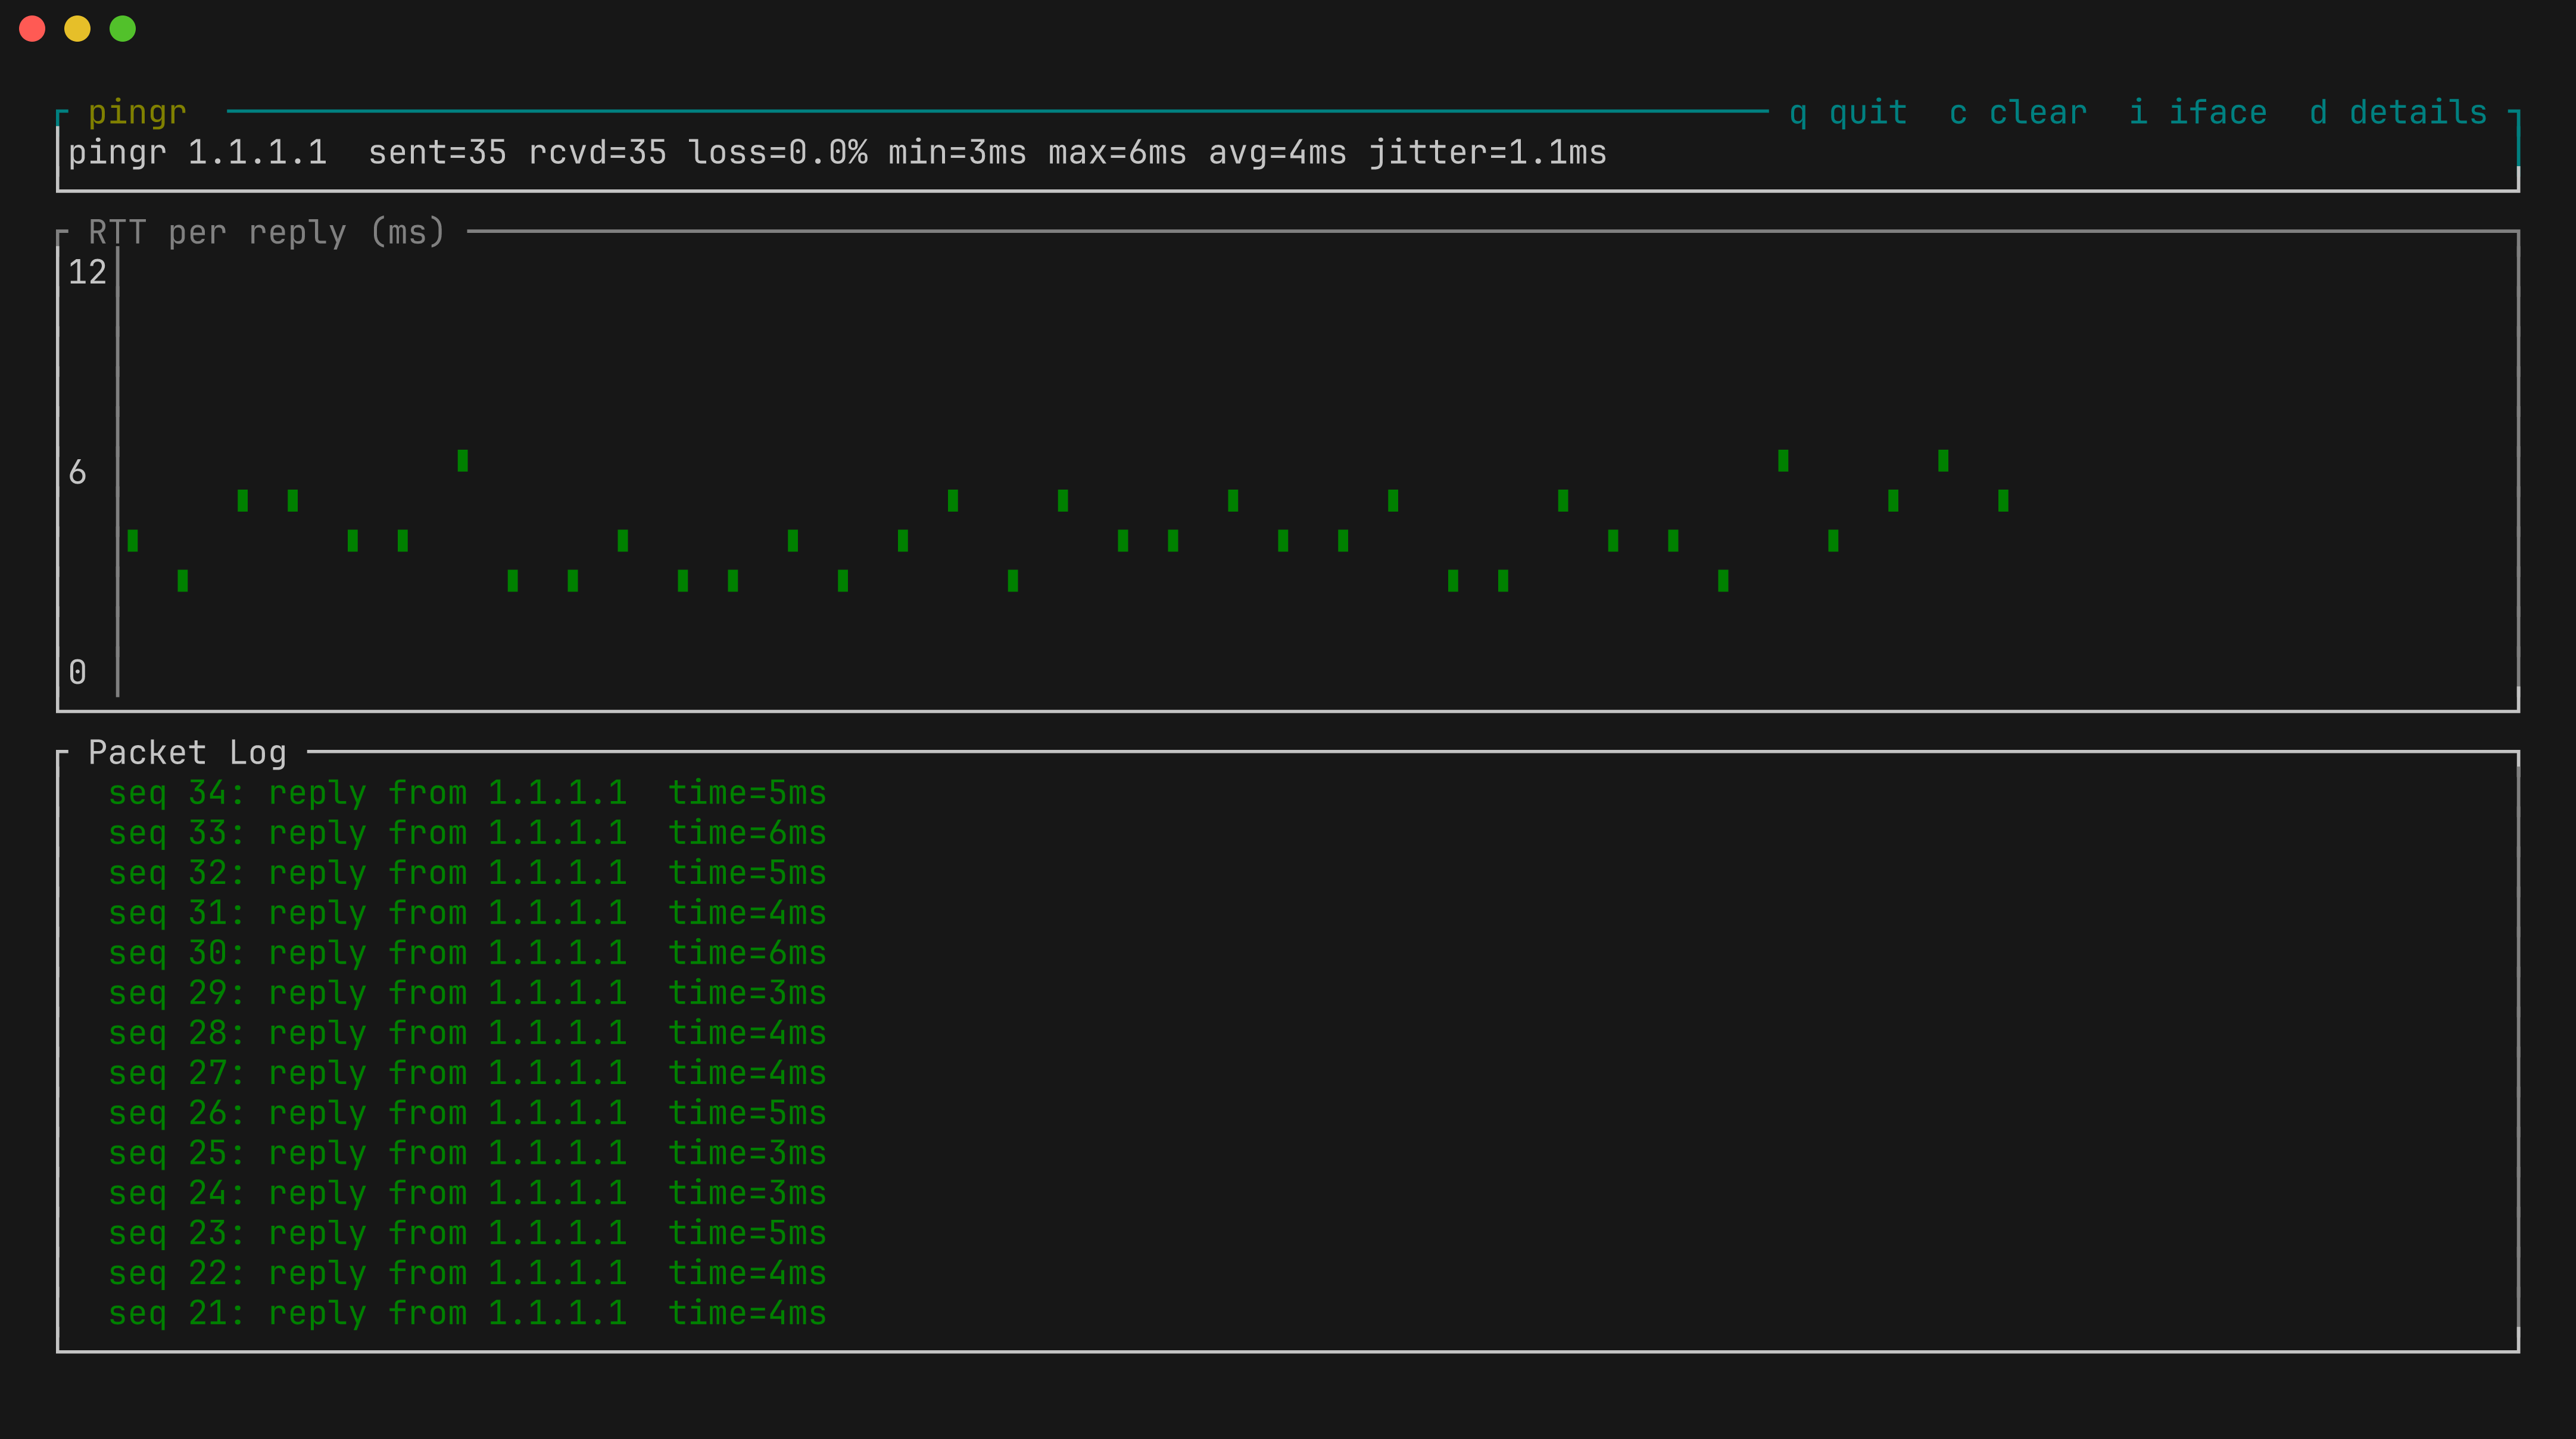 pingr q quit c clear i iface d details
pingr 1.1.1.1 sent=35 rcvd=35 loss=0.0% min=3ms max=6ms avg=4ms jitter=1.1ms
RTT per reply (ms)
12
6
0
Packet Log
seq 34: reply from 1.1.1.1 time=5ms
seq 33: reply from 1.1.1.1 time=6ms
seq 32: reply from 1.1.1.1 time=5ms
seq 31: reply from 1.1.1.1 time=4ms
seq 30: reply from 1.1.1.1 time=6ms
seq 29: reply from 1.1.1.1 time=3ms
seq 28: reply from 1.1.1.1 time=4ms
seq 27: reply from 1.1.1.1 time=4ms
seq 26: reply from 1.1.1.1 time=5ms
seq 25: reply from 1.1.1.1 time=3ms
seq 24: reply from 1.1.1.1 time=3ms
seq 23: reply from 1.1.1.1 time=5ms
seq 22: reply from 1.1.1.1 time=4ms
seq 21: reply from 1.1.1.1 time=4ms